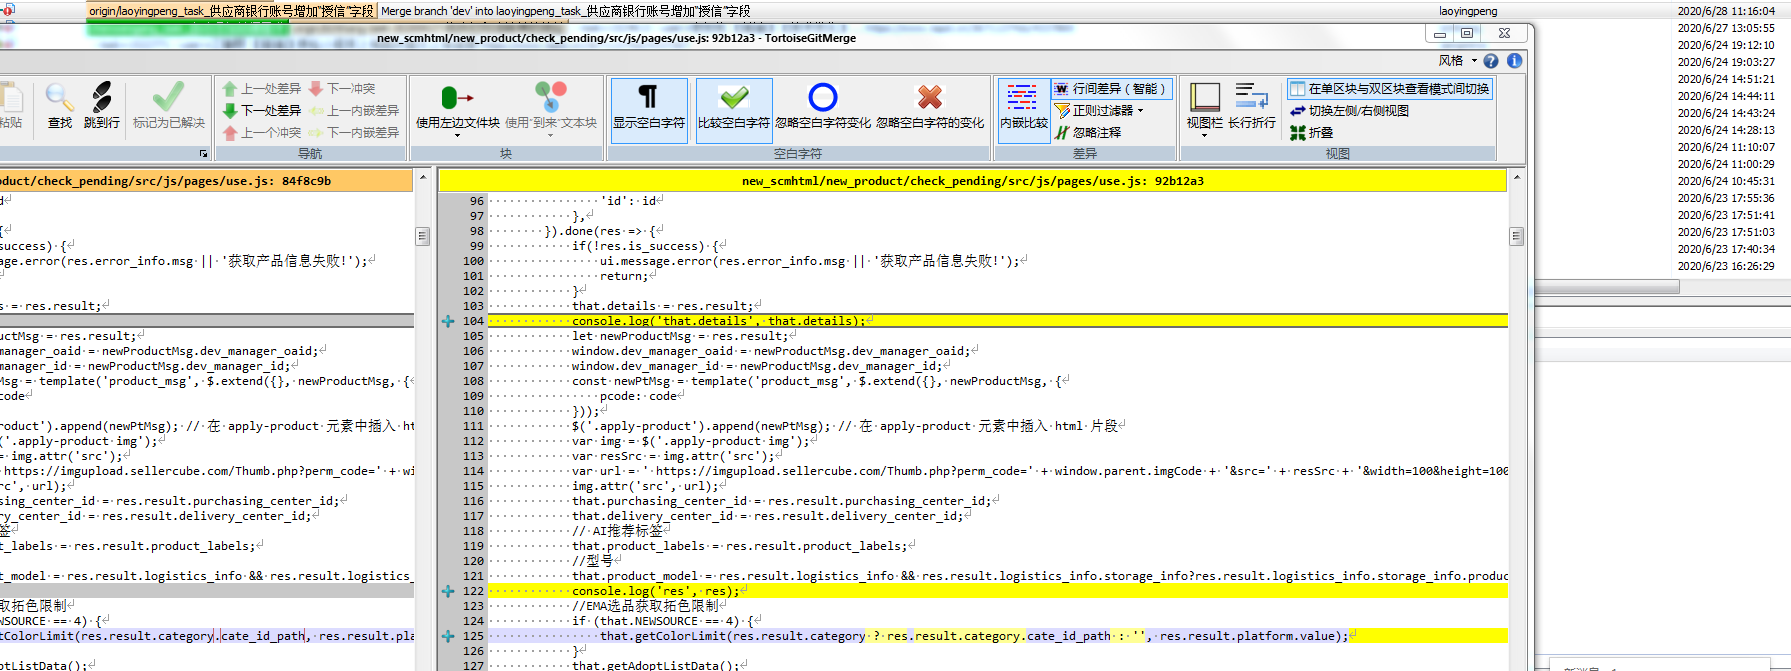 origin/laoyingpeng_task_供应商银行账号增加“授信”字段 Merge branch 'dev' into laoyingpeng_task_供应商银行账号增加“授信”字段 laoyingpeng 2020/6/28 11:16:04
2020/6/27 13:05:55
new_scmhtml/new_product/check_pending/src/js/pages/use.js: 92b12a3 - TortoiseGitMerge
2020/6/24 19:12:10
风格
2020/6/24 19:03:27
2020/6/24 14:51:21
2020/6/24 14:44:11
2020/6/24 14:43:24
2020/6/24 14:28:13
2020/6/24 11:10:07
2020/6/24 11:00:29
2020/6/24 10:45:31
2020/6/23 17:55:36
2020/6/23 17:51:41
2020/6/23 17:51:03
2020/6/23 17:40:34
2020/6/23 16:26:29
粘贴 查找 跳到行 标记为已解决
上一处差异 下一冲突
下一处差异 上一内嵌差异
上一个冲突 下一内嵌差异
导航
使用左边文件块 使用“到来”文本块
块
显示空白字符 比较空白字符 忽略空白字符变化 忽略空白字符的变化
空白字符
内嵌比较
行间差异（智能）
正则过滤器
忽略注释
差异
视图栏 长行折行
在单区块与双区块查看模式间切换
切换左侧/右侧视图
折叠
视图
duct/check_pending/src/js/pages/use.js: 84f8c9b
d
{
success) {
age.error(res.error_info.msg || '获取产品信息失败!');
s = res.result;
uctMsg = res.result;
manager_oaid = newProductMsg.dev_manager_oaid;
manager_id = newProductMsg.dev_manager_id;
Msg = template('product_msg', $.extend({}, newProductMsg, {
pcode
roduct').append(newPtMsg); // 在 apply-product 元素中插入 ht
('.apply-product img');
= img.attr('src');
https://imgupload.sellercube.com/Thumb.php?perm_code=' + wi
rc', url);
asing_center_id = res.result.purchasing_center_id;
ry_center_id = res.result.delivery_center_id;
签
t_labels = res.result.product_labels;
t_model = res.result.logistics_info && res.result.logistics_
取拓色限制
WSOURCE == 4) {
tColorLimit(res.result.category.cate_id_path, res.result.pla
ptListData();
new_scmhtml/new_product/check_pending/src/js/pages/use.js: 92b12a3
96 'id': id
97 },
98 }).done(res => {
99 if(!res.is_success) {
100 ui.message.error(res.error_info.msg || '获取产品信息失败!');
101 return;
102 }
103 that.details = res.result;
104 console.log('that.details', that.details);
105 let newProductMsg = res.result;
106 window.dev_manager_oaid = newProductMsg.dev_manager_oaid;
107 window.dev_manager_id = newProductMsg.dev_manager_id;
108 const newPtMsg = template('product_msg', $.extend({}, newProductMsg, {
109 pcode: code
110 }));
111 $('.apply-product').append(newPtMsg); // 在 apply-product 元素中插入 html 片段
112 var img = $('.apply-product img');
113 var resSrc = img.attr('src');
114 var url = ' https://imgupload.sellercube.com/Thumb.php?perm_code=' + window.parent.imgCode + '&src=' + resSrc + '&width=100&height=100
115 img.attr('src', url);
116 that.purchasing_center_id = res.result.purchasing_center_id;
117 that.delivery_center_id = res.result.delivery_center_id;
118 // AI推荐标签
119 that.product_labels = res.result.product_labels;
120 //型号
121 that.product_model = res.result.logistics_info && res.result.logistics_info.storage_info?res.result.logistics_info.storage_info.produc
122 console.log('res', res);
123 //EMA选品获取拓色限制
124 if (that.NEWSOURCE == 4) {
125 that.getColorLimit(res.result.category ? res.result.category.cate_id_path : '', res.result.platform.value);
126 }
127 that.getAdoptListData();